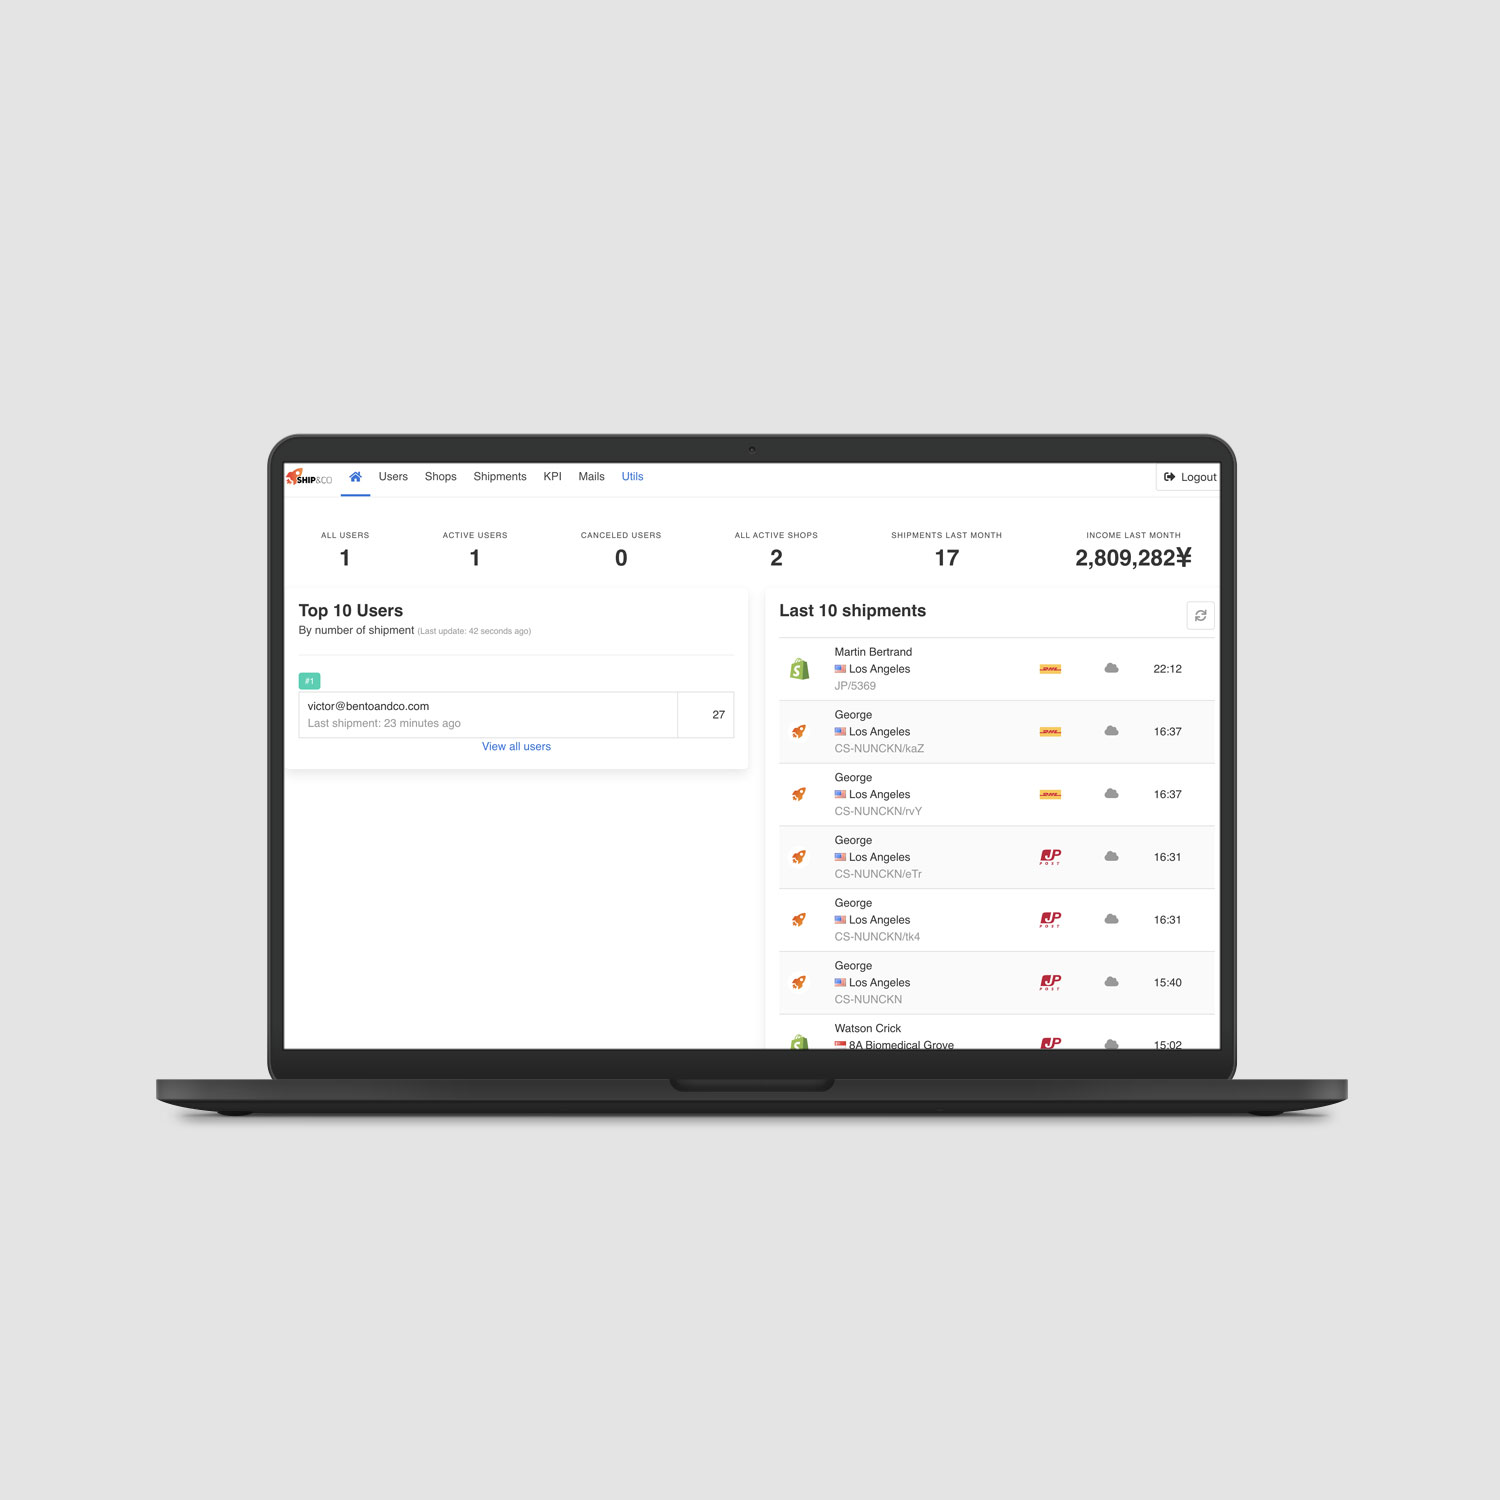 SHIP&CO
Users
Shops
Shipments
KPI
Mails
Utils
Logout
ALL USERS
1
ACTIVE USERS
1
CANCELED USERS
0
ALL ACTIVE SHOPS
2
SHIPMENTS LAST MONTH
17
INCOME LAST MONTH
2,809,282¥
Top 10 Users
By number of shipment (Last update: 42 seconds ago)
#1
victor@bentoandco.com
Last shipment: 23 minutes ago
27
View all users
Last 10 shipments
Martin Bertrand
Los Angeles
JP/5369
DHL
22:12
George
Los Angeles
CS-NUNCKN/kaZ
DHL
16:37
George
Los Angeles
CS-NUNCKN/rvY
DHL
16:37
George
Los Angeles
CS-NUNCKN/eTr
JP
POST
16:31
George
Los Angeles
CS-NUNCKN/tk4
JP
POST
16:31
George
Los Angeles
CS-NUNCKN
JP
POST
15:40
Watson Crick
8A Biomedical Grove
JP
15:02